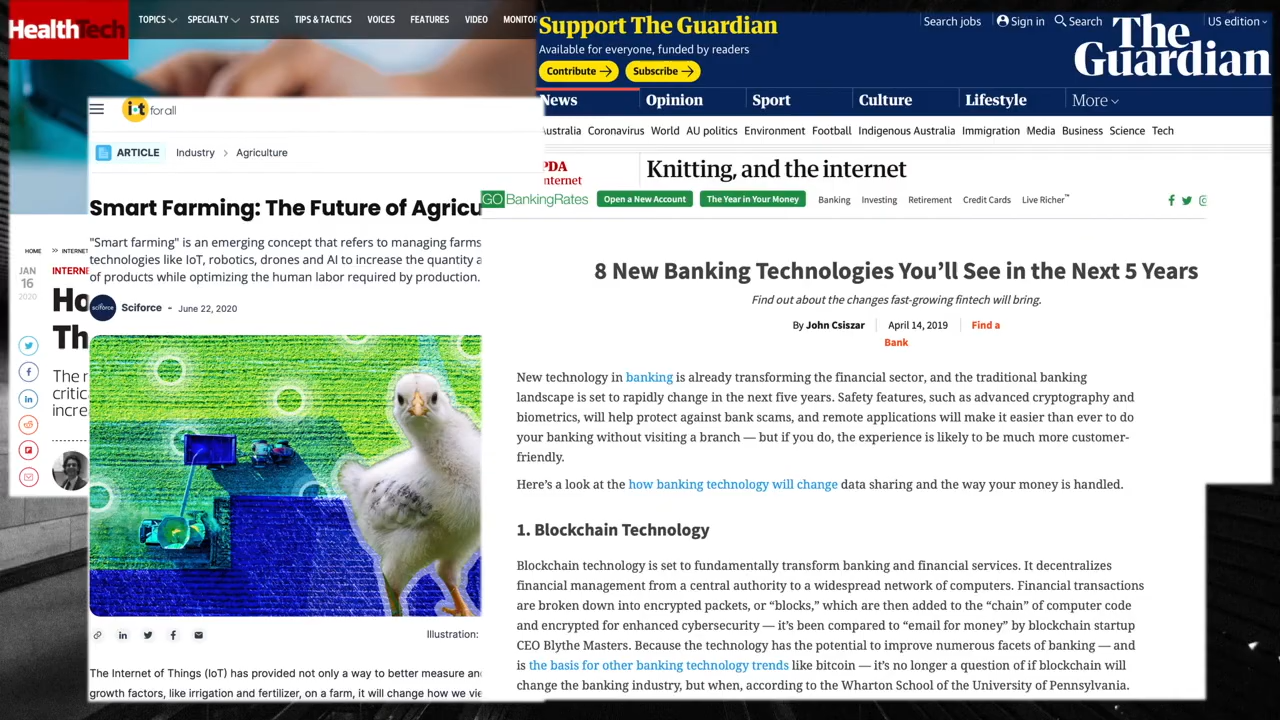 HealthTech
TOPICS SPECIALTY STATES TIPS & TACTICS VOICES FEATURES VIDEO MONITO
HOME >> INTERNE
JAN
16
2020
INTERNE
Ho
Th
The
critic
incre
iot for all
ARTICLE Industry > Agriculture
Smart Farming: The Future of Agricu
"Smart farming" is an emerging concept that refers to managing farms
technologies like IoT, robotics, drones and AI to increase the quantity a
of products while optimizing the human labor required by production.
sciforce
Sciforce - June 22, 2020
Illustration:
The Internet of Things (IoT) has provided not only a way to better measure an
growth factors, like irrigation and fertilizer, on a farm, it will change how we vie
Support The Guardian
Available for everyone, funded by readers
Contribute → Subscribe →
Search jobs Sign in Search US edition
The Guardian
News Opinion Sport Culture Lifestyle More
Australia Coronavirus World AU politics Environment Football Indigenous Australia Immigration Media Business Science Tech
PDA
Internet
Knitting, and the internet
GOBankingRates Open a New Account The Year in Your Money Banking Investing Retirement Credit Cards Live Richer™
8 New Banking Technologies You'll See in the Next 5 Years
Find out about the changes fast-growing fintech will bring.
By John Csiszar | April 14, 2019 | Find a
Bank
New technology in banking is already transforming the financial sector, and the traditional banking
landscape is set to rapidly change in the next five years. Safety features, such as advanced cryptography and
biometrics, will help protect against bank scams, and remote applications will make it easier than ever to do
your banking without visiting a branch — but if you do, the experience is likely to be much more customer-
friendly.
Here's a look at the how banking technology will change data sharing and the way your money is handled.
1. Blockchain Technology
Blockchain technology is set to fundamentally transform banking and financial services. It decentralizes
financial management from a central authority to a widespread network of computers. Financial transactions
are broken down into encrypted packets, or "blocks," which are then added to the "chain" of computer code
and encrypted for enhanced cybersecurity — it's been compared to "email for money" by blockchain startup
CEO Blythe Masters. Because the technology has the potential to improve numerous facets of banking — and
is the basis for other banking technology trends like bitcoin — it's no longer a question of if blockchain will
change the banking industry, but when, according to the Wharton School of the University of Pennsylvania.